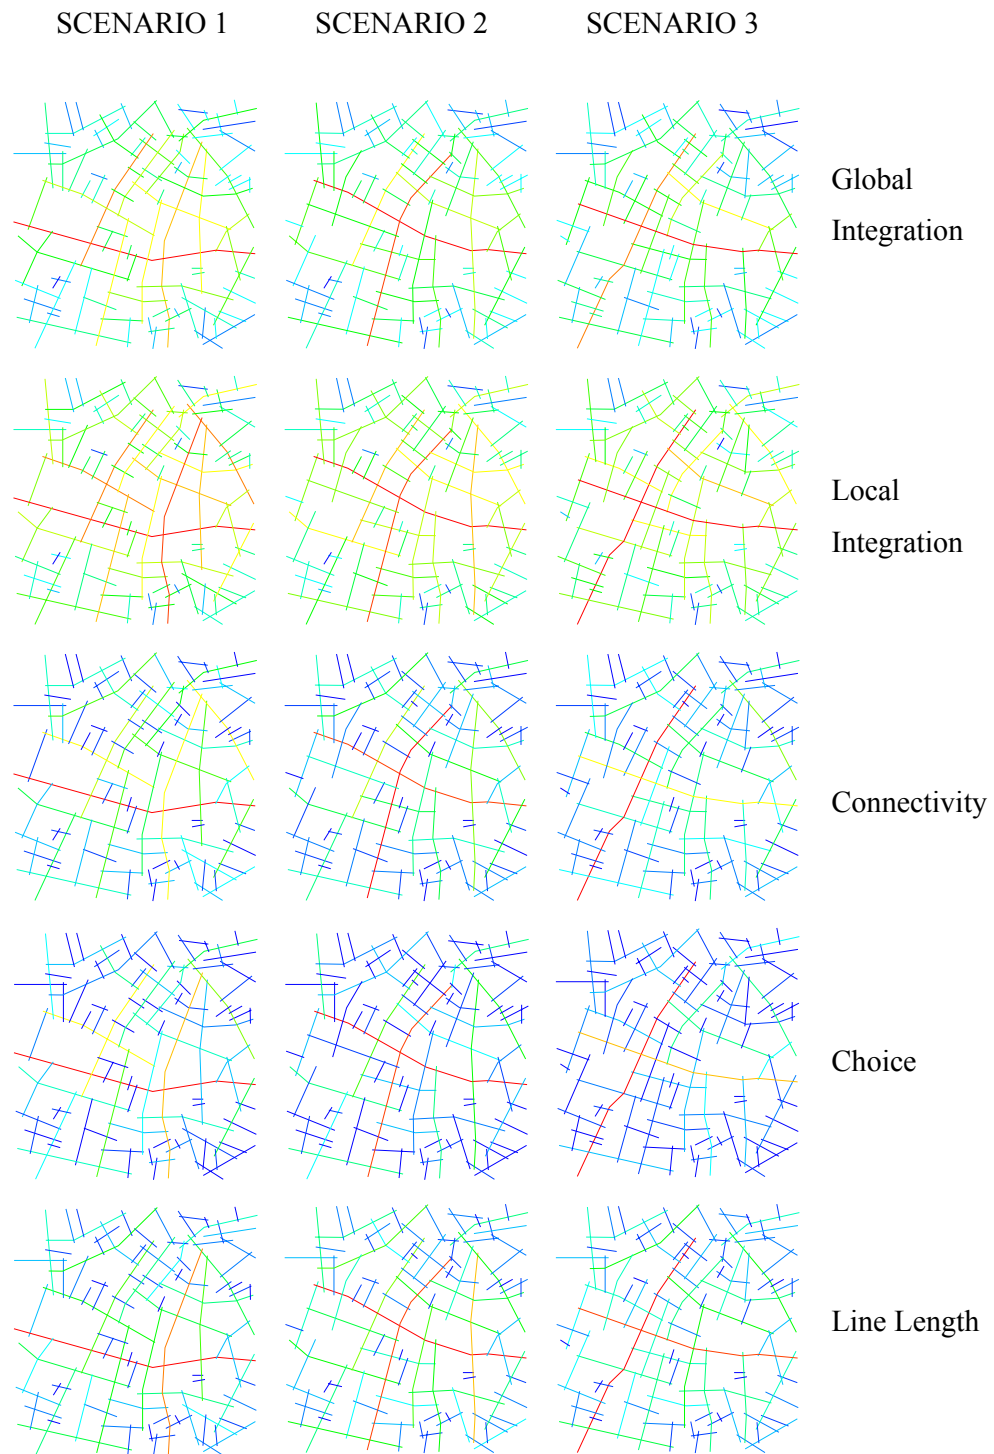 SCENARIO 1
SCENARIO 2
SCENARIO 3
Global
Integration
Local
Integration
Connectivity
Choice
Line Length